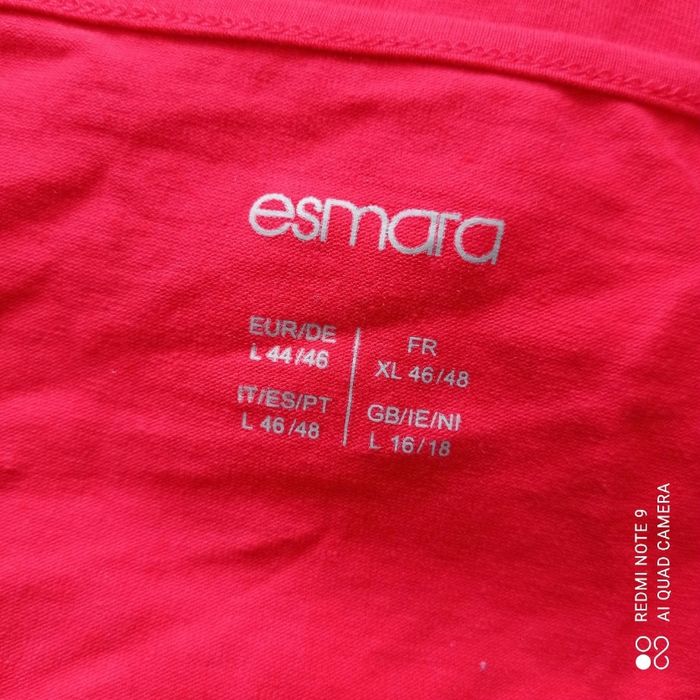 esmara
EUR/DE
L 44/46
FR
XL 46/48
IT/ES/PT
L 46/48
GB/IE/NI
L 16/18
REDMI NOTE 9
AI QUAD CAMERA